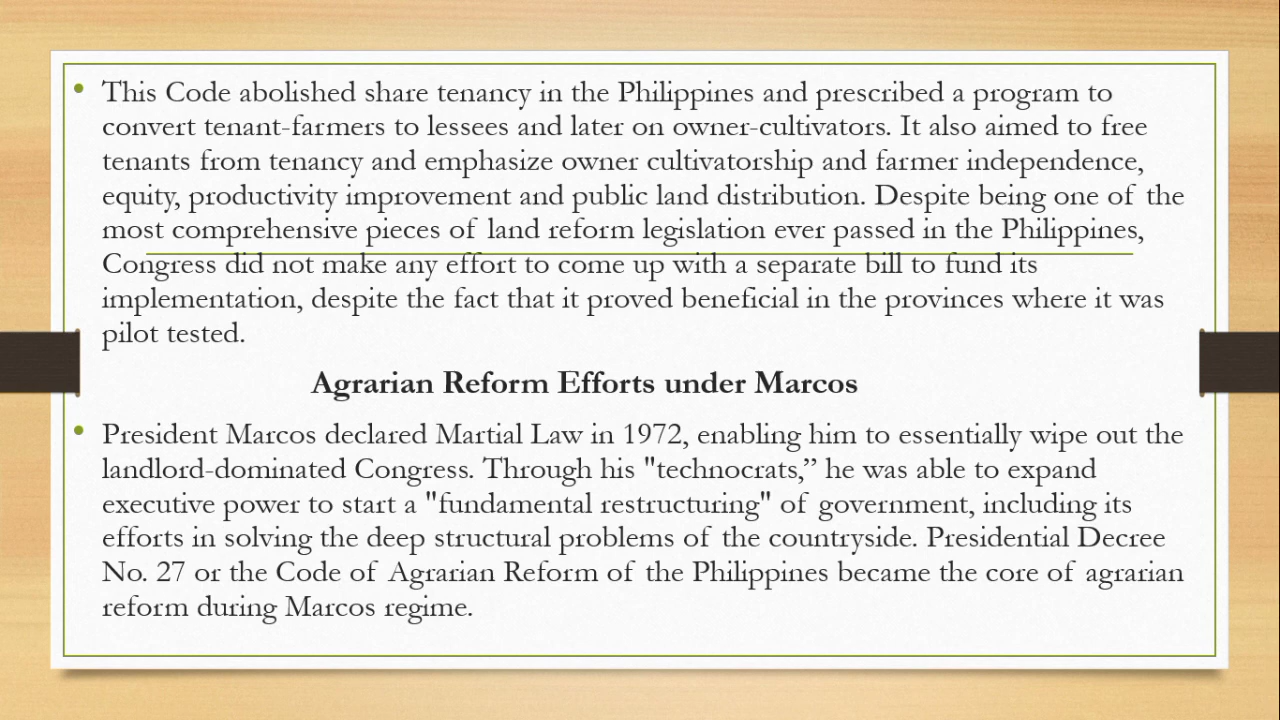 • This Code abolished share tenancy in the Philippines and prescribed a program to
convert tenant-farmers to lessees and later on owner-cultivators. It also aimed to free
tenants from tenancy and emphasize owner cultivatorship and farmer independence,
equity, productivity improvement and public land distribution. Despite being one of the
most comprehensive pieces of land reform legislation ever passed in the Philippines,
Congress did not make any effort to come up with a separate bill to fund its
implementation, despite the fact that it proved beneficial in the provinces where it was
pilot tested.
Agrarian Reform Efforts under Marcos
• President Marcos declared Martial Law in 1972, enabling him to essentially wipe out the
landlord-dominated Congress. Through his "technocrats,” he was able to expand
executive power to start a "fundamental restructuring" of government, including its
efforts in solving the deep structural problems of the countryside. Presidential Decree
No. 27 or the Code of Agrarian Reform of the Philippines became the core of agrarian
reform during Marcos regime.